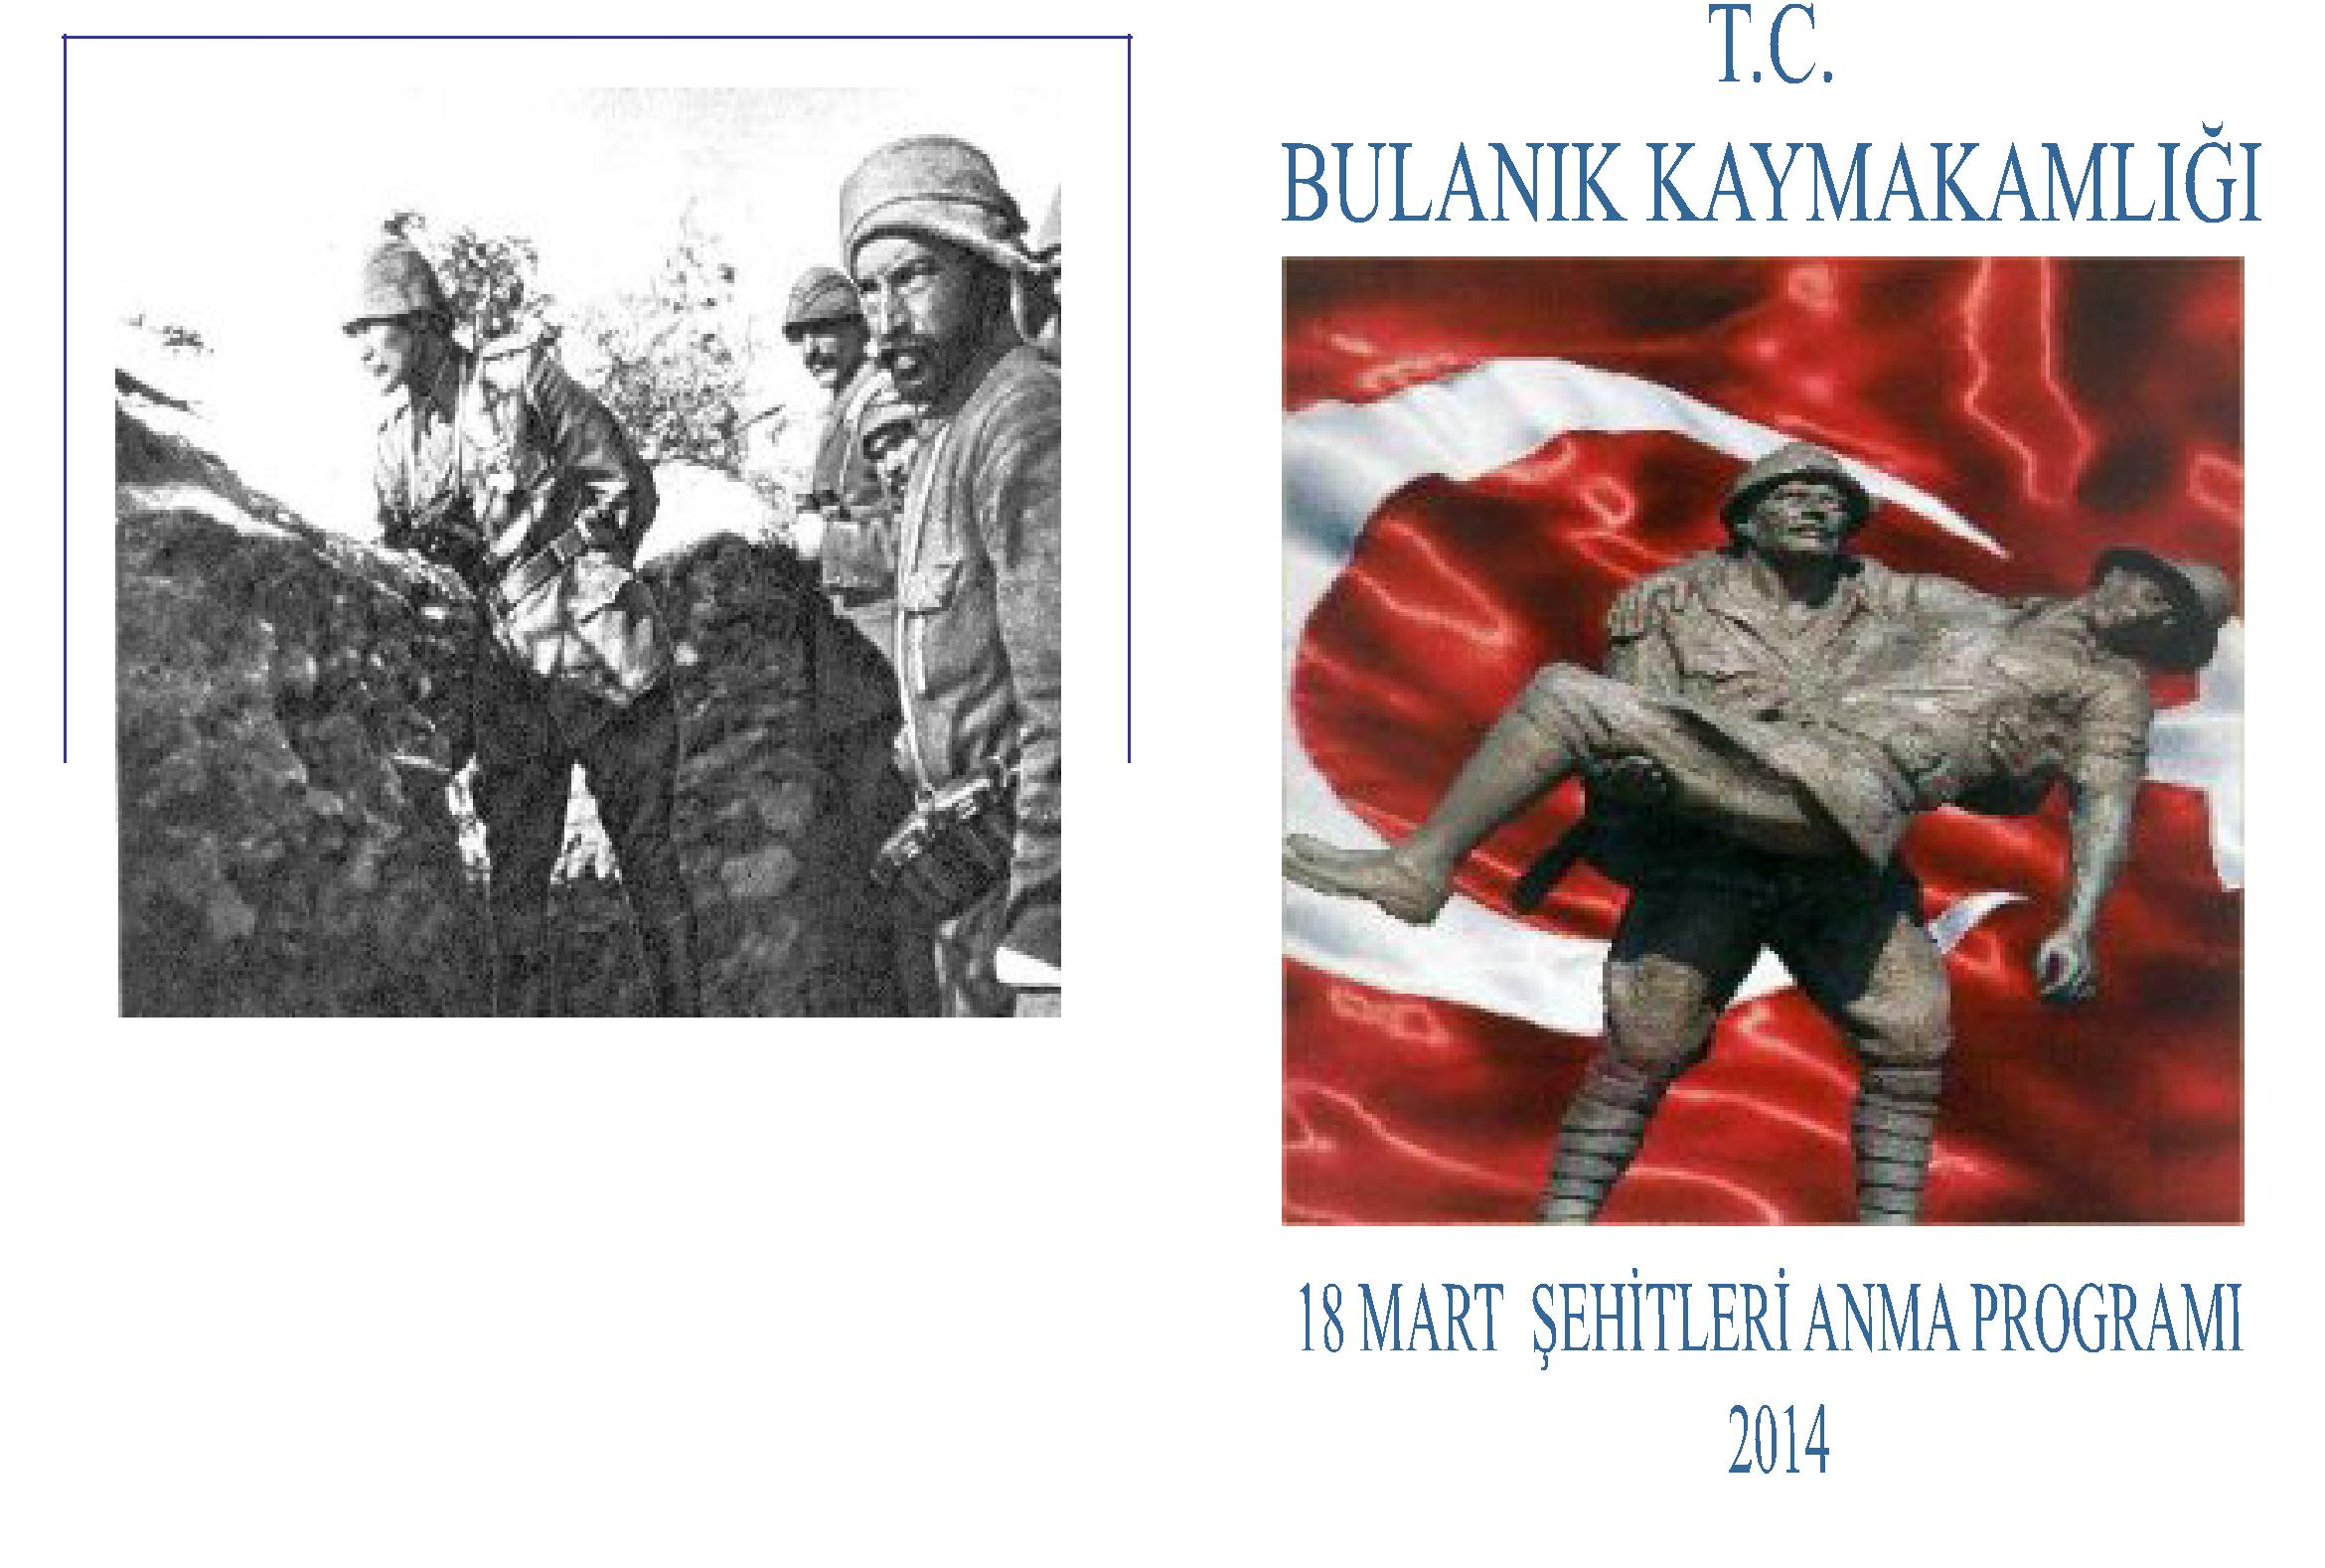 T.C.
BULANIK KAYMAKAMLIĞI
18 MART ŞEHİTLERİ ANMA PROGRAMI
2014